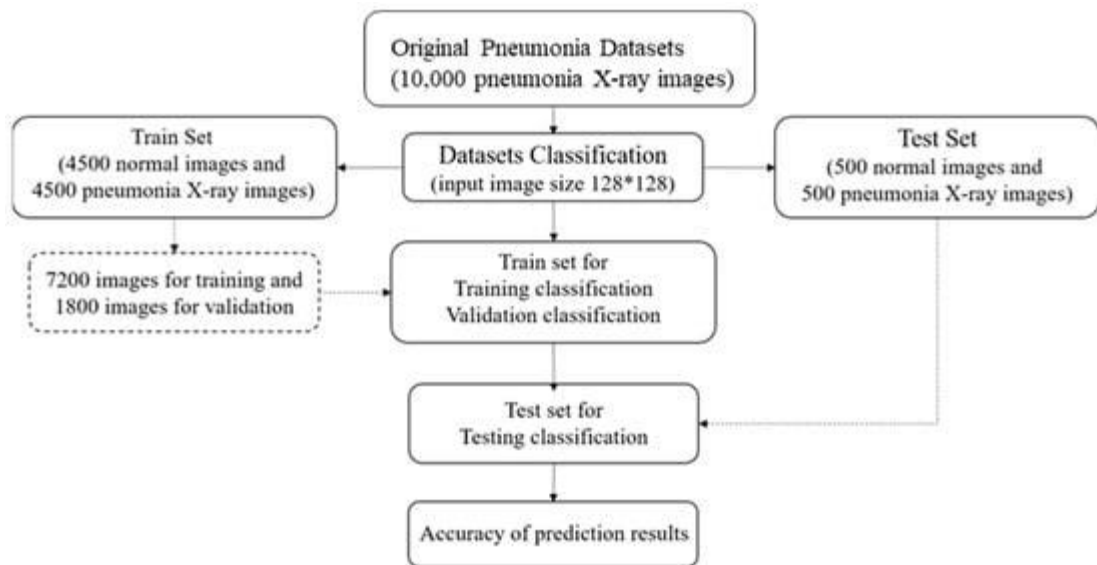 Original Pneumonia Datasets
(10,000 pneumonia X-ray images)
Train Set
(4500 normal images and
4500 pneumonia X-ray images)
Datasets Classification
(input image size 128*128)
Test Set
(500 normal images and
500 pneumonia X-ray images)
7200 images for training and
1800 images for validation
Train set for
Training classification
Validation classification
Test set for
Testing classification
Accuracy of prediction results